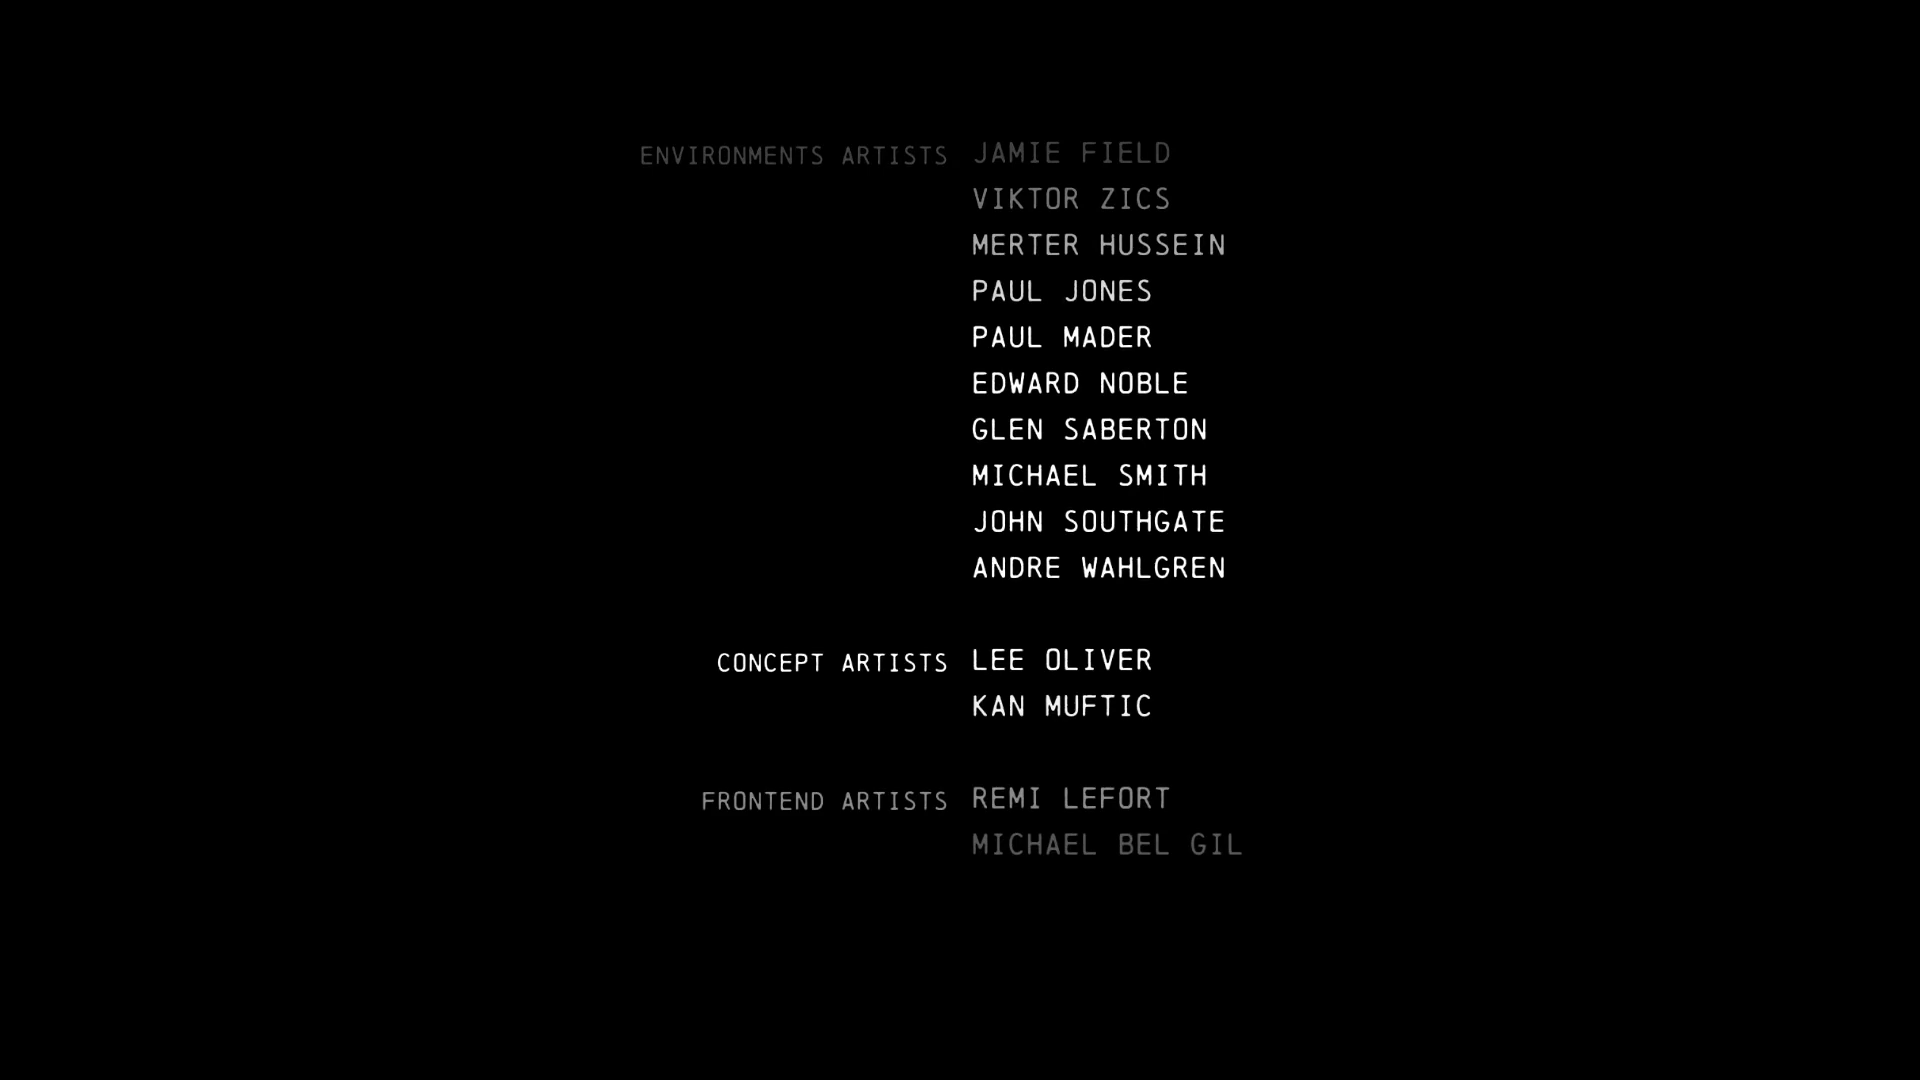 ENVIRONMENTS ARTISTS JAMIE FIELD
VIKTOR ZICS
MERTER HUSSEIN
PAUL JONES
PAUL MADER
EDWARD NOBLE
GLEN SABERTON
MICHAEL SMITH
JOHN SOUTHGATE
ANDRE WAHLGREN
CONCEPT ARTISTS LEE OLIVER
KAN MUFTIC
FRONTEND ARTISTS REMI LEFORT
MICHAEL BEL GIL